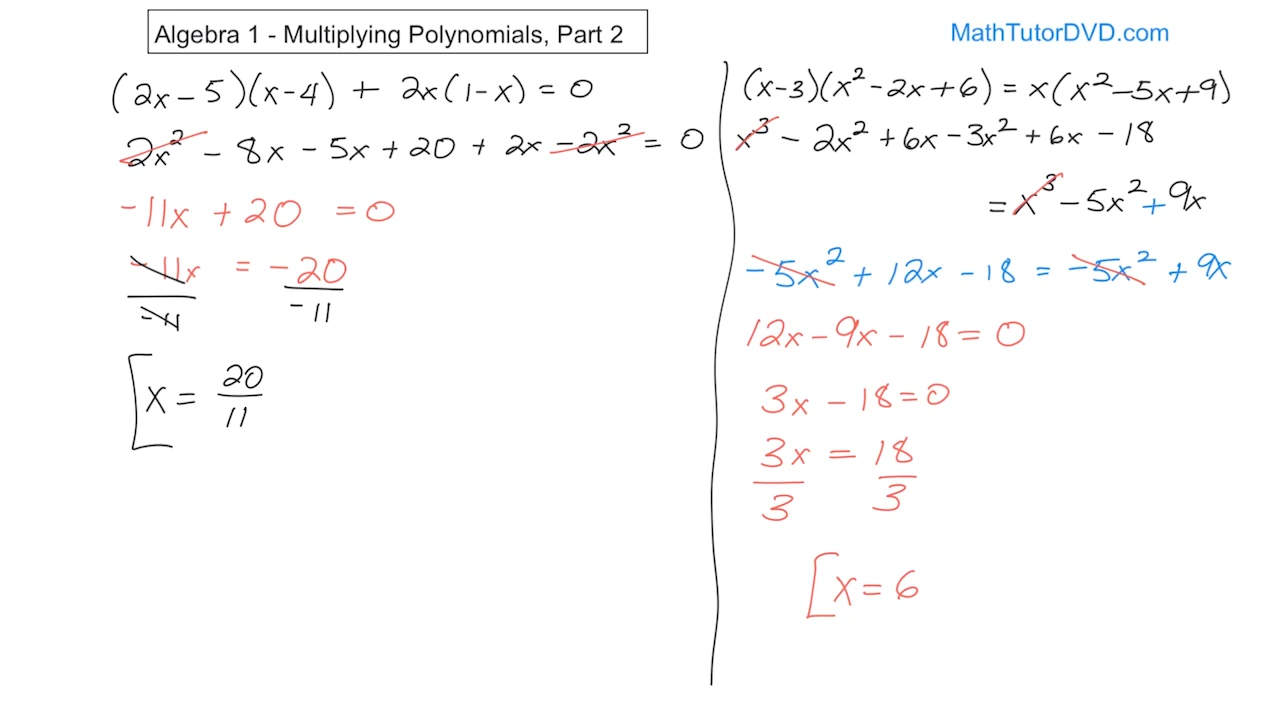 Algebra 1 - Multiplying Polynomials, Part 2
MathTutorDVD.com
(2x - 5)(x - 4) + 2x(1 - x) = 0
2x² - 8x - 5x + 20 + 2x - 2x² = 0
-11x + 20 = 0
-11x = -20
-11 -11
x = 20/11
(x-3)(x² - 2x + 6) = x(x² - 5x + 9)
x³ - 2x² + 6x - 3x² + 6x - 18
= x³ - 5x² + 9x
-5x² + 12x - 18 = -5x² + 9x
12x - 9x - 18 = 0
3x - 18 = 0
3x = 18
3 3
x = 6